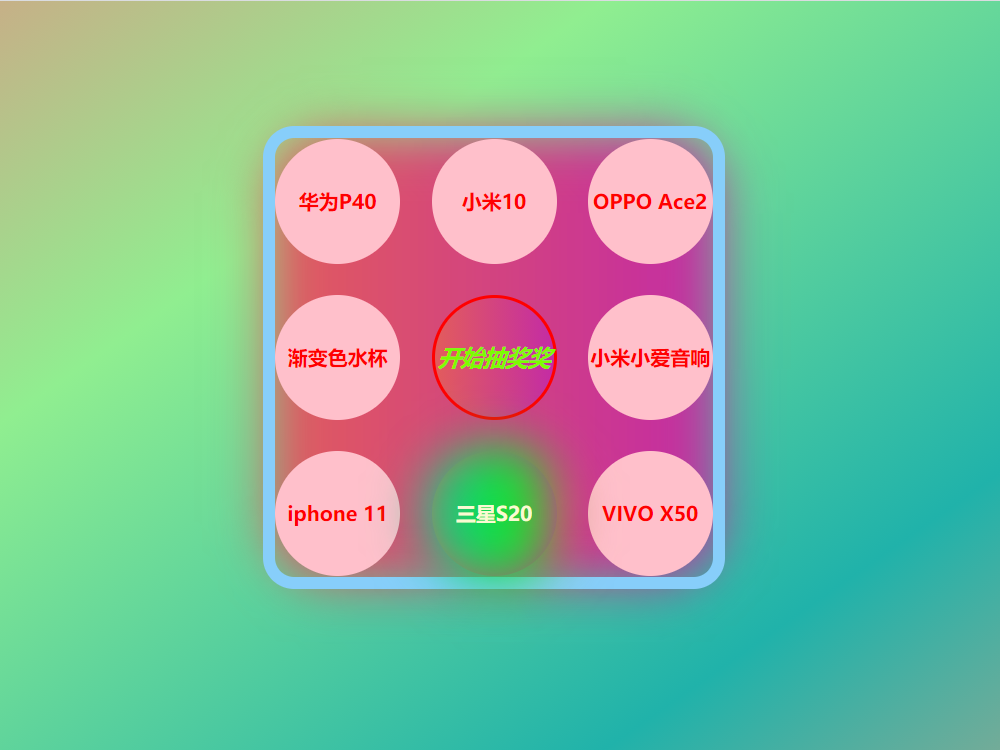 华为P40
小米10
OPPO Ace2
渐变色水杯
开始抽奖奖
小米小爱音响
iphone 11
三星S20
VIVO X50